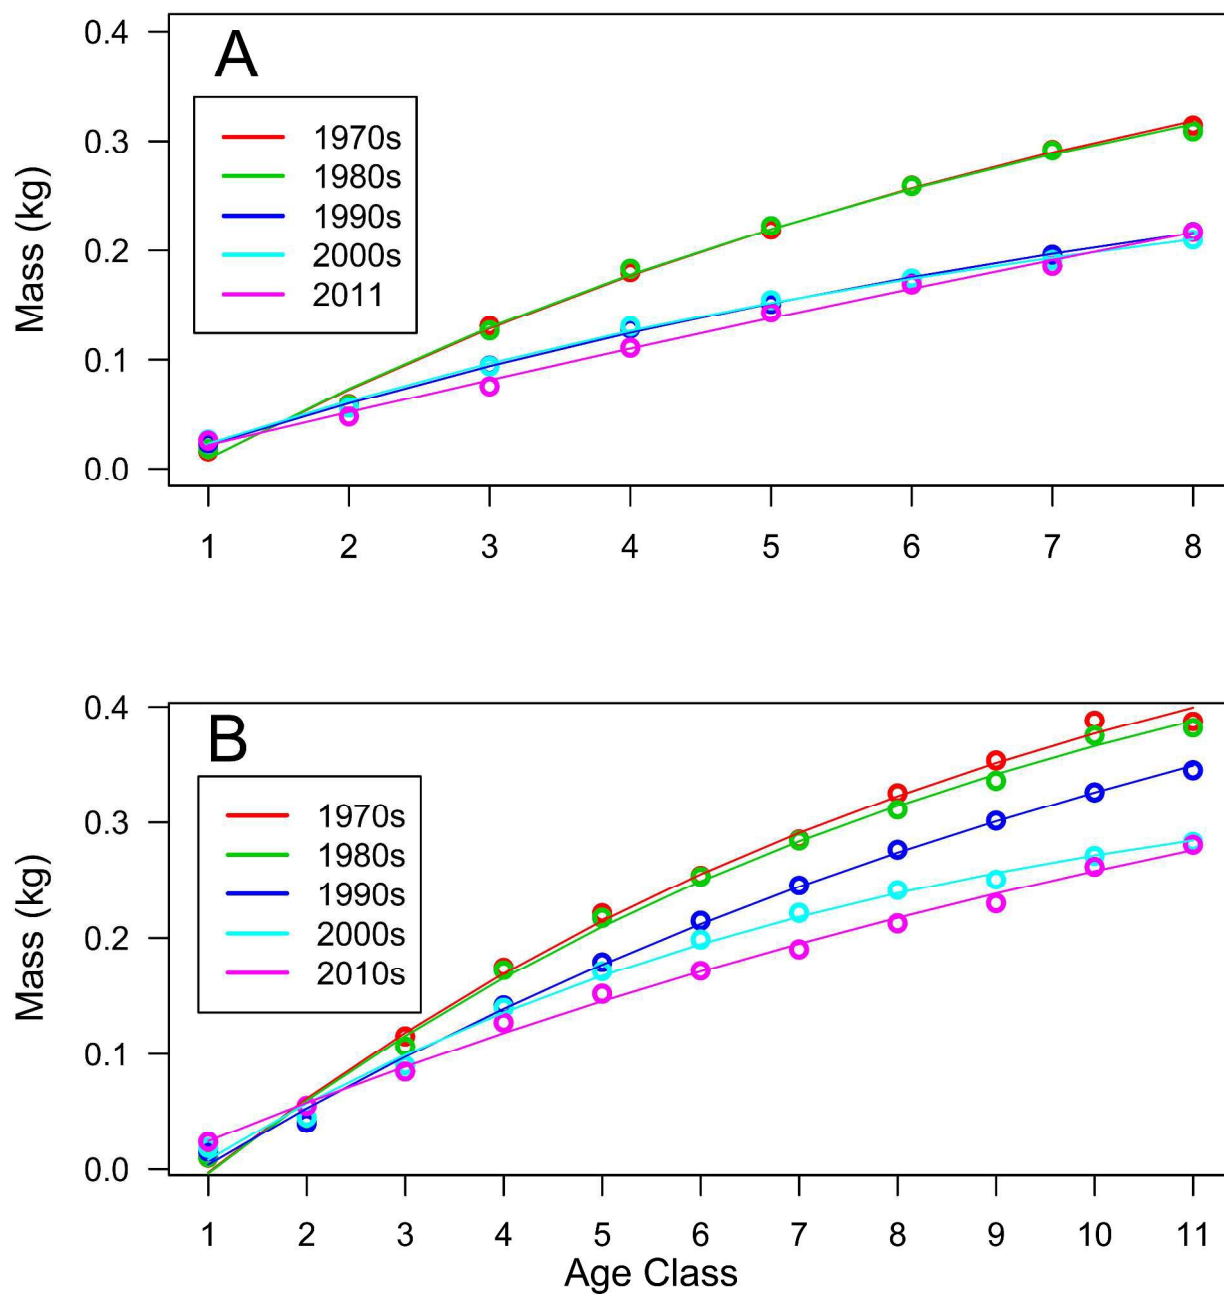 A
0.4
0.3
0.2
0.1
0.0
Mass (kg)
1970s
1980s
1990s
2000s
2011
1 2 3 4 5 6 7 8
B
0.4
0.3
0.2
0.1
0.0
Mass (kg)
1970s
1980s
1990s
2000s
2010s
1 2 3 4 5 6 7 8 9 10 11
Age Class